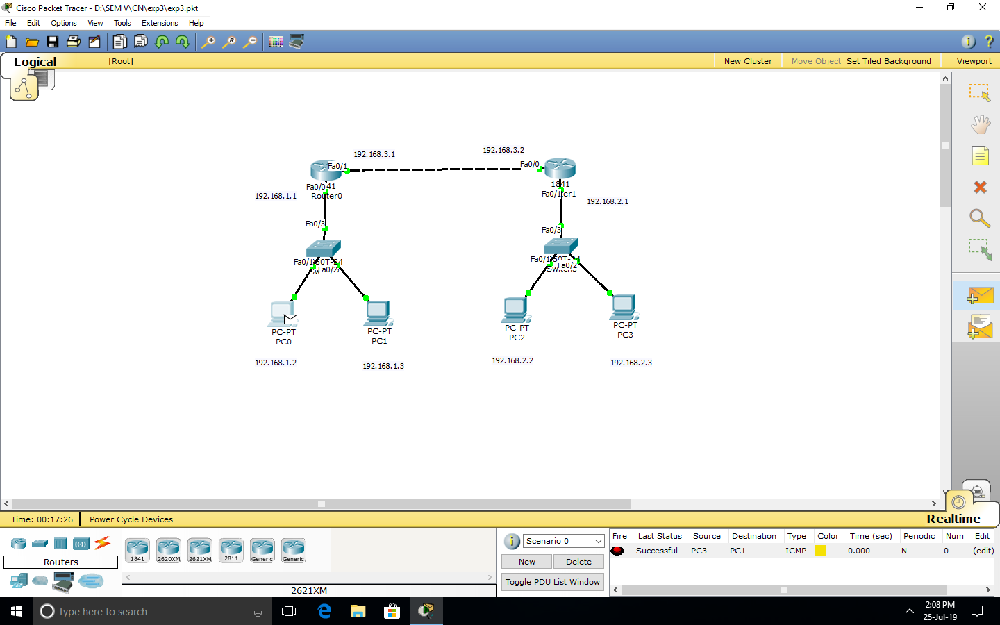 Cisco Packet Tracer - D:\SEM V\CN\exp3\exp3.pkt
File Edit Options View Tools Extensions Help
Logical [Root] New Cluster Move Object Set Tiled Background Viewport
192.168.3.1 192.168.3.2
Fa0/1 Fa0/0
Fa0/0 41 1841
192.168.1.1 Router0 Fa0/1 ter1
192.168.2.1
Fa0/3 Fa0/3
Fa0/1 50T-24 Fa0/1
Fa0/2 Fa0/2
PC-PT PC-PT PC-PT PC-PT
PC0 PC1 PC2 PC3
192.168.1.2 192.168.1.3 192.168.2.2 192.168.2.3
Time: 00:17:26 Power Cycle Devices Realtime
Routers
1841 2620XM 2621XM 2811 Generic Generic
2621XM
Scenario 0
New Delete
Toggle PDU List Window
Fire Last Status Source Destination Type Color Time (sec) Periodic Num Edit
Successful PC3 PC1 ICMP 0.000 N 0 (edit)
Type here to search
2:08 PM
25-Jul-19